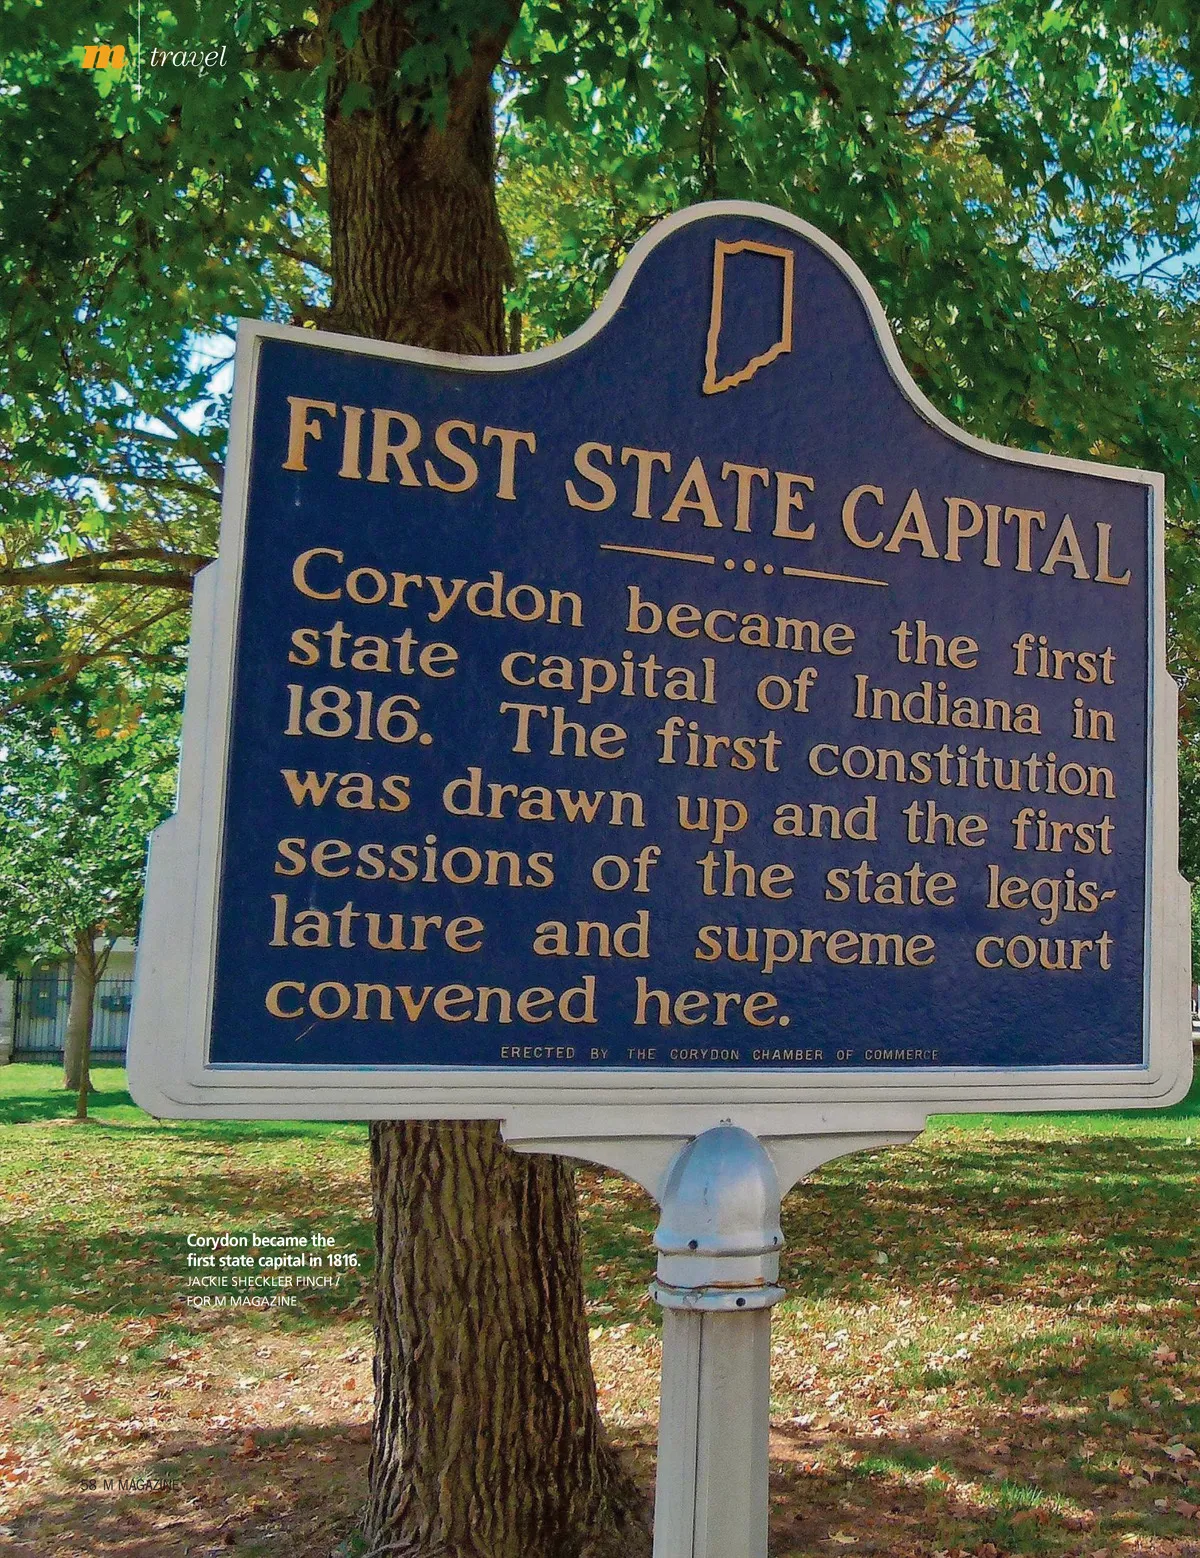 m travel
FIRST STATE CAPITAL
Corydon became the first
state capital of Indiana in
1816. The first constitution
was drawn up and the first
sessions of the state legis-
lature and supreme court
convened here.
ERECTED BY THE CORYDON CHAMBER OF COMMERCE
Corydon became the
first state capital in 1816.
JACKIE SHECKLER FINCH /
FOR M MAGAZINE
58 M MAGAZINE